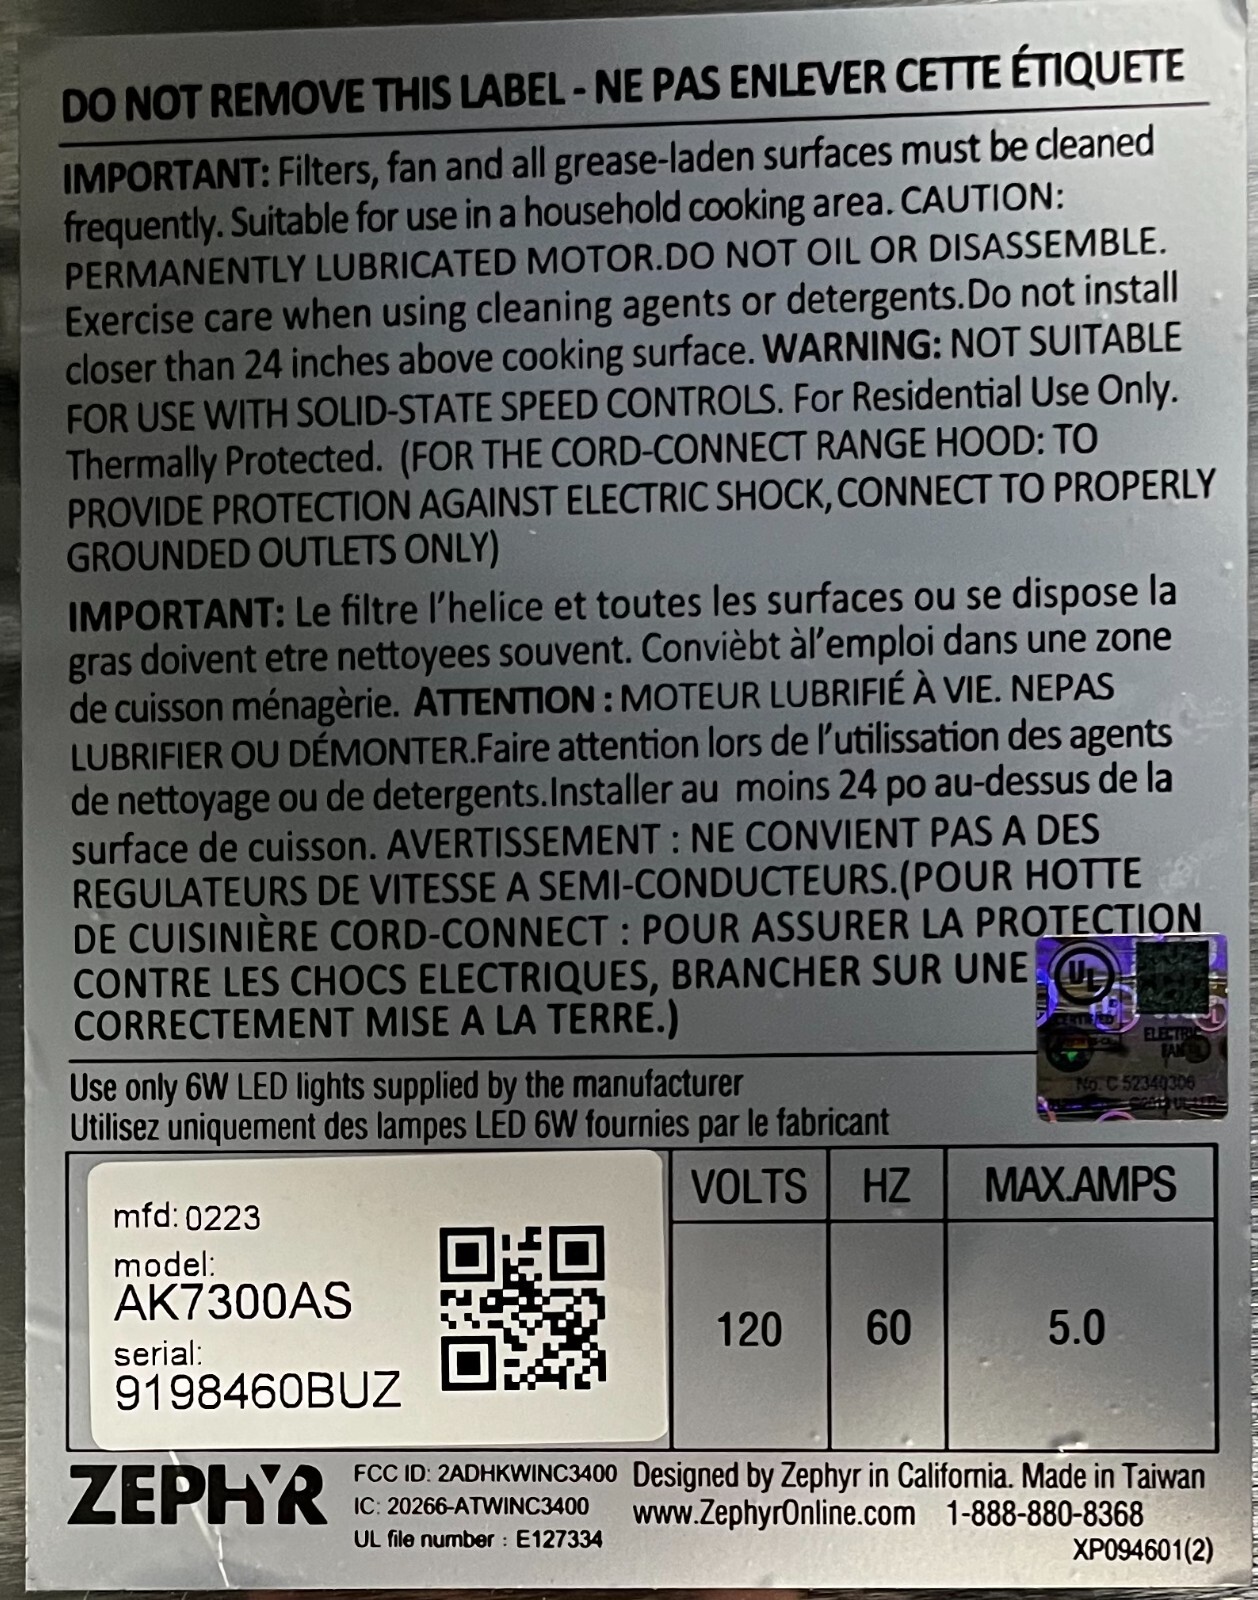 DO NOT REMOVE THIS LABEL - NE PAS ENLEVER CETTE ÉTIQUETE
IMPORTANT: Filters, fan and all grease-laden surfaces must be cleaned
frequently. Suitable for use in a household cooking area. CAUTION:
PERMANENTLY LUBRICATED MOTOR.DO NOT OIL OR DISASSEMBLE.
Exercise care when using cleaning agents or detergents.Do not install
closer than 24 inches above cooking surface. WARNING: NOT SUITABLE
FOR USE WITH SOLID-STATE SPEED CONTROLS. For Residential Use Only.
Thermally Protected. (FOR THE CORD-CONNECT RANGE HOOD: TO
PROVIDE PROTECTION AGAINST ELECTRIC SHOCK, CONNECT TO PROPERLY
GROUNDED OUTLETS ONLY)
IMPORTANT: Le filtre l'helice et toutes les surfaces ou se dispose la
gras doivent etre nettoyees souvent. Convièbt àl'emploi dans une zone
de cuisson ménagèrie. ATTENTION : MOTEUR LUBRIFIÉ À VIE. NEPAS
LUBRIFIER OU DÉMONTER.Faire attention lors de l'utilissation des agents
de nettoyage ou de detergents.Installer au moins 24 po au-dessus de la
surface de cuisson. AVERTISSEMENT : NE CONVIENT PAS A DES
REGULATEURS DE VITESSE A SEMI-CONDUCTEURS.(POUR HOTTE
DE CUISINIÈRE CORD-CONNECT : POUR ASSURER LA PROTECTION
CONTRE LES CHOCS ELECTRIQUES, BRANCHER SUR UNE
CORRECTEMENT MISE A LA TERRE.)
UL
CERTIFIED
ELECTRIC
FAN
No. C 52340306
Use only 6W LED lights supplied by the manufacturer
Utilisez uniquement des lampes LED 6W fournies par le fabricant
mfd: 0223
model:
AK7300AS
serial:
9198460BUZ
VOLTS HZ MAX.AMPS
120 60 5.0
ZEPHYR
FCC ID: 2ADHKWINC3400
IC: 20266-ATWINC3400
UL file number : E127334
Designed by Zephyr in California. Made in Taiwan
www.ZephyrOnline.com 1-888-880-8368
XP094601(2)